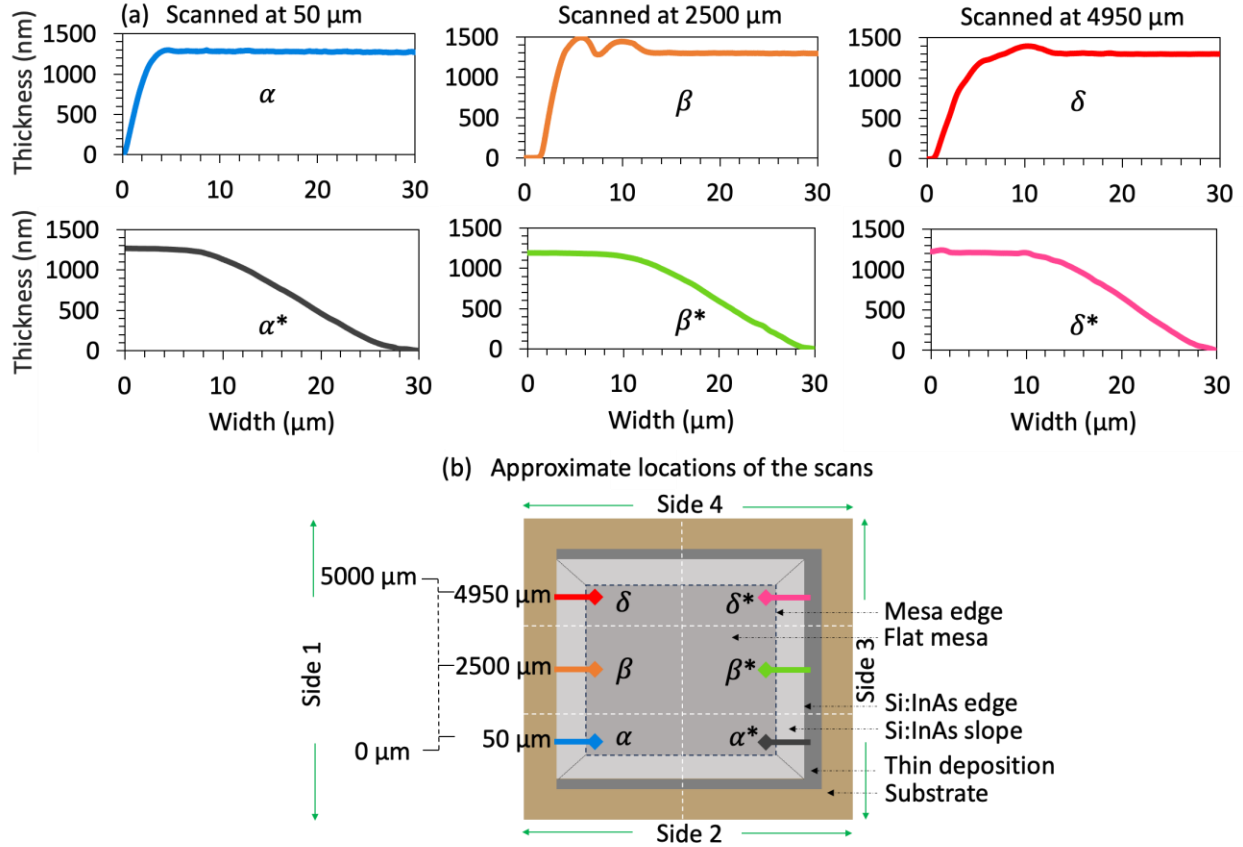 (a) Scanned at 50 μm Scanned at 2500 μm Scanned at 4950 μm
Thickness (nm)
1500 1500 1500
1000 1000 1000
500 500 500
0 0 0
α β δ
0 10 20 30 0 10 20 30 0 10 20 30
Thickness (nm)
1500 1500 1500
1000 1000 1000
500 500 500
0 0 0
α* β* δ*
0 10 20 30 0 10 20 30 0 10 20 30
Width (μm) Width (μm) Width (μm)
(b) Approximate locations of the scans
Side 4
5000 μm
4950 μm δ δ*
Mesa edge
Flat mesa
Side 1
2500 μm β β*
Side 3
Si:InAs edge
Si:InAs slope
50 μm α α*
0 μm
Thin deposition
Substrate
Side 2